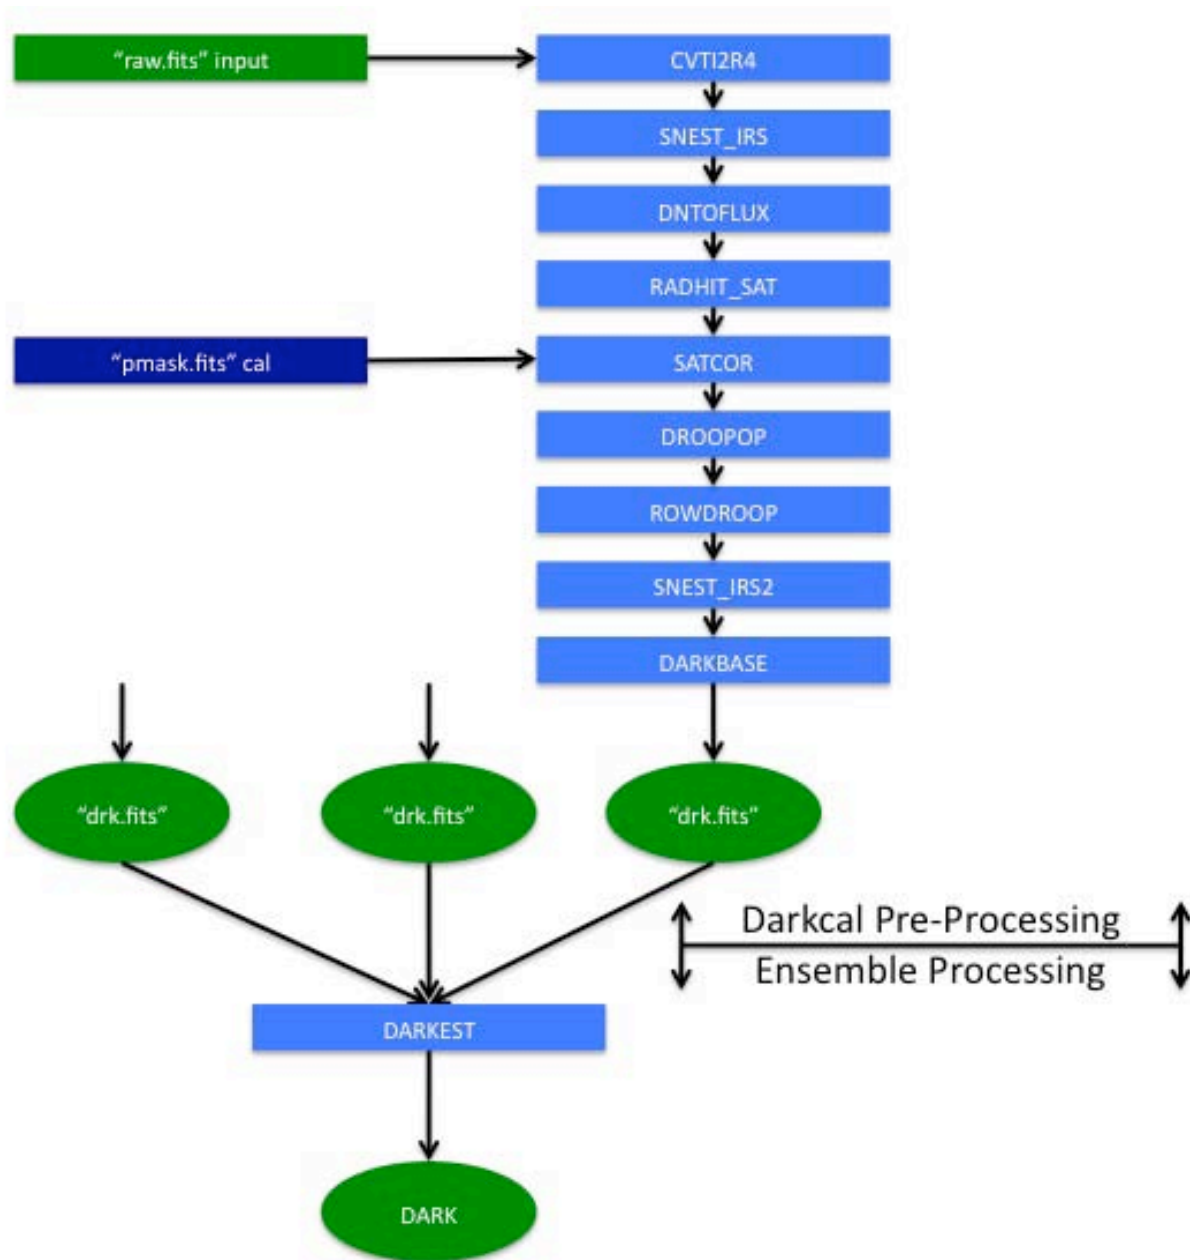 “raw.fits” input
CVTI2R4
SNEST_IRS
DNTOFLUX
RADHIT_SAT
“pmask.fits” cal
SATCOR
DROOPOP
ROWDROOP
SNEST_IRS2
DARKBASE
“drk.fits”
“drk.fits”
“drk.fits”
Darkcal Pre-Processing
Ensemble Processing
DARKEST
DARK